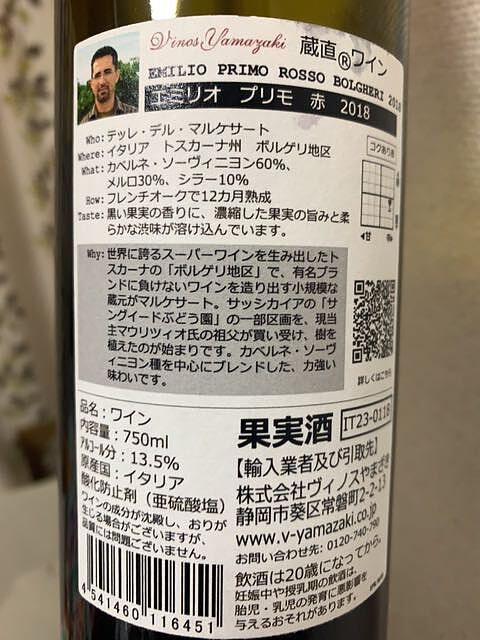 Vinos Yamazaki 蔵直®ワイン
EMILIO PRIMO ROSSO BOLGHERI 2018
エミリオ プリモ 赤 2018
Who: テッレ・デル・マルケサート
Where: イタリア トスカーナ州 ボルゲリ地区
What: カベルネ・ソーヴィニヨン60%、
メルロ30%、シラー10%
How: フレンチオークで12カ月熟成
Taste: 黒い果実の香りに、濃縮した果実の旨みと柔
らかな渋味が溶け込んでいます。
コクあり
◀甘
辛▶
Why: 世界に誇るスーパーワインを生み出したト
スカーナの「ボルゲリ地区」で、有名ブラ
ンドに負けないワインを造り出す小規模な
蔵元がマルケサート。サッシカイアの「サ
ングイードぶどう園」の一部区画を、現当
主マウリツィオ氏の祖父が買い受け、樹を
植えたのが始まりです。カベルネ・ソーヴ
ィニヨン種を中心にブレンドした、力強い
味わいです。
詳しくはこちら
品名：ワイン
内容量：750ml
アルコール分：13.5%
原産国：イタリア
酸化防止剤（亜硫酸塩）
ワインの成分が沈殿し、おりが
生じる場合がございますが、
品質には問題ございません。
4 541460 116451
果実酒 IT23-0118
【輸入業者及び引取先】
株式会社ヴィノスやまざき
静岡市葵区常磐町2-2-13
www.v-yamazaki.co.jp
お問い合わせ先: 0120-740-790
飲酒は20歳になってから。
妊娠中や授乳期の飲酒は、
胎児・乳児の発育に悪影響を
与えるおそれがあります。